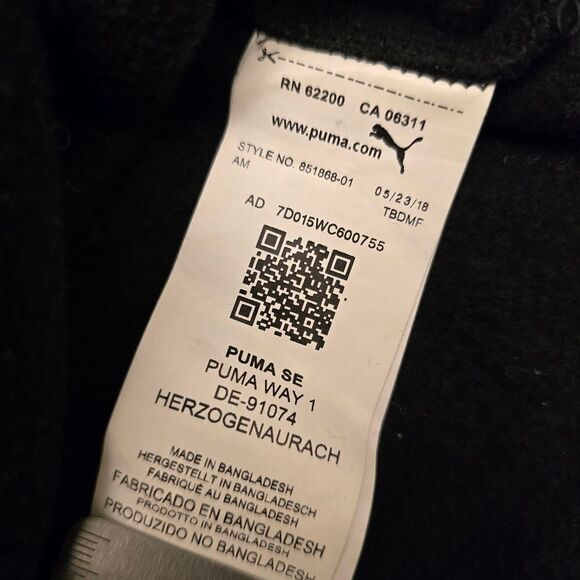 RN 62200 CA 06311
www.puma.com
STYLE NO. 851868-01 05/23/18
AM TBDMF
AD 7D015WC600755
PUMA SE
PUMA WAY 1
DE-91074
HERZOGENAURACH
MADE IN BANGLADESH
HERGESTELLT IN BANGLADESCH
FABRIQUÉ AU BANGLADESH
FABRICADO EN BANGLADESH
PRODOTTO IN BANGLADESH
PRODUZIDO NO BANGLADESH